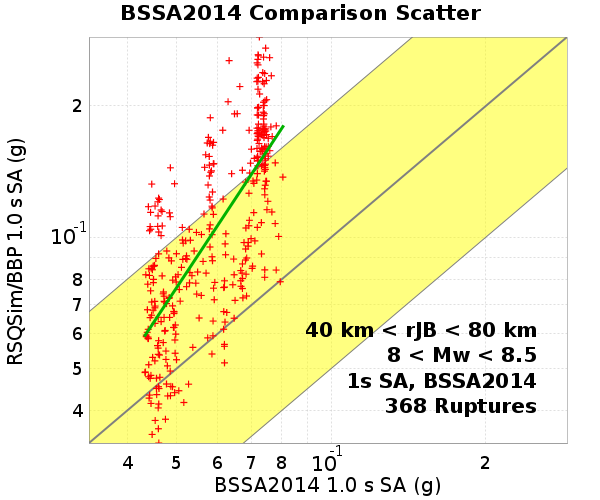 BSSA2014 Comparison Scatter
RSQSim/BBP 1.0 s SA (g)
2
10⁻¹
8
7
6
5
4
40 km < rJB < 80 km
8 < Mw < 8.5
1s SA, BSSA2014
368 Ruptures
4 5 6 7 8 10⁻¹ 2
BSSA2014 1.0 s SA (g)